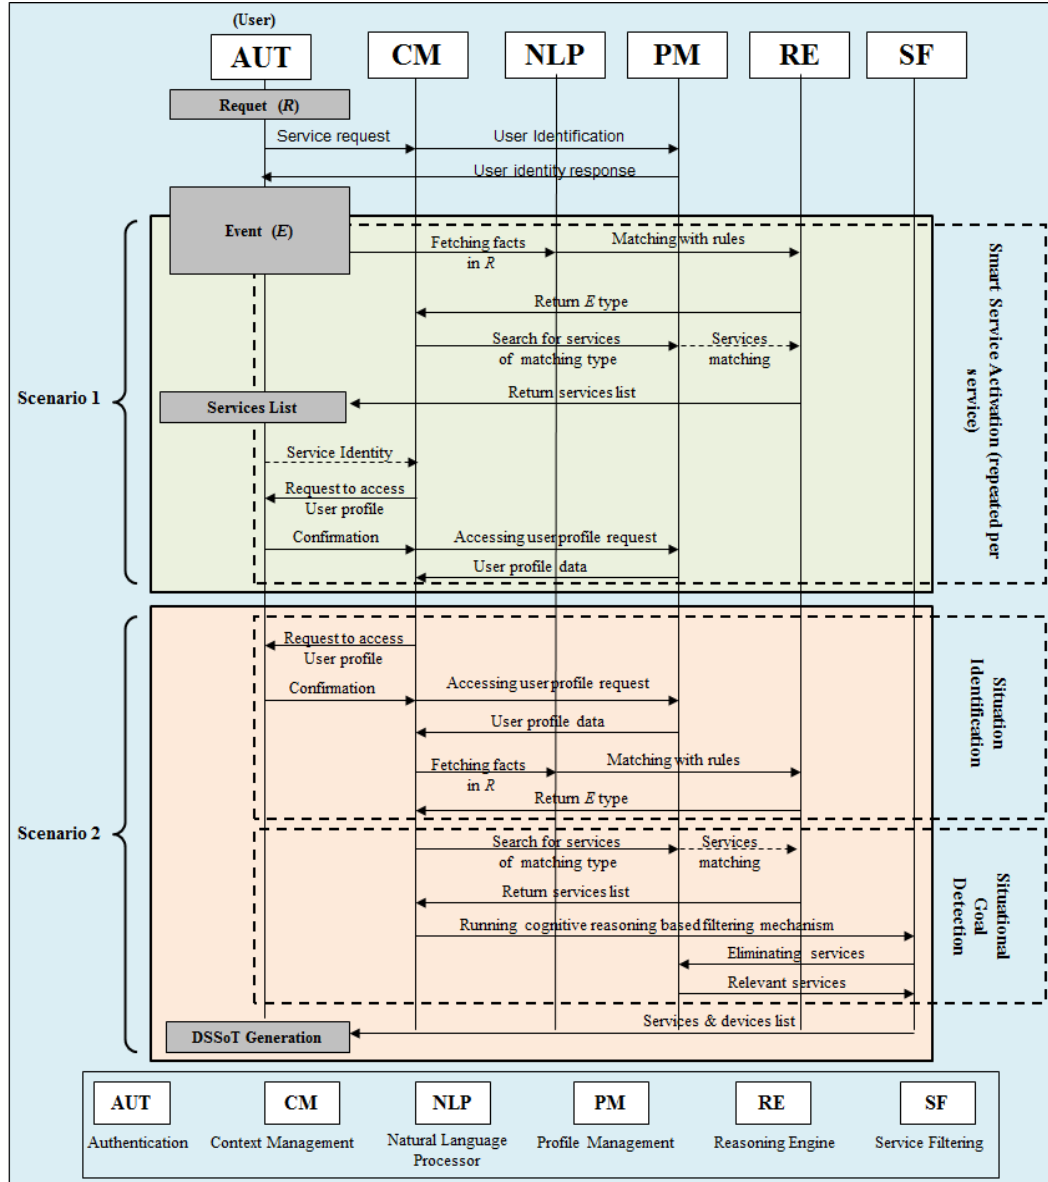 (User)
AUT
CM
NLP
PM
RE
SF
Requet (R)
Service request
User Identification
User identity response
Event (E)
Fetching facts
in R
Matching with rules
Return E type
Search for services
of matching type
Services
matching
Return services list
Services List
Scenario 1
Service Identity
Request to access
User profile
Confirmation
Accessing user profile request
User profile data
Smart Service Activation (repeated per
service)
Request to access
User profile
Confirmation
Accessing user profile request
User profile data
Fetching facts
in R
Matching with rules
Return E type
Situation
Identification
Scenario 2
Search for services
of matching type
Services
matching
Return services list
Running cognitive reasoning based filtering mechanism
Eliminating services
Relevant services
Situational
Goal
Detection
Services & devices list
DSSoT Generation
AUT
CM
NLP
PM
RE
SF
Authentication
Context Management
Natural Language
Processor
Profile Management
Reasoning Engine
Service Filtering